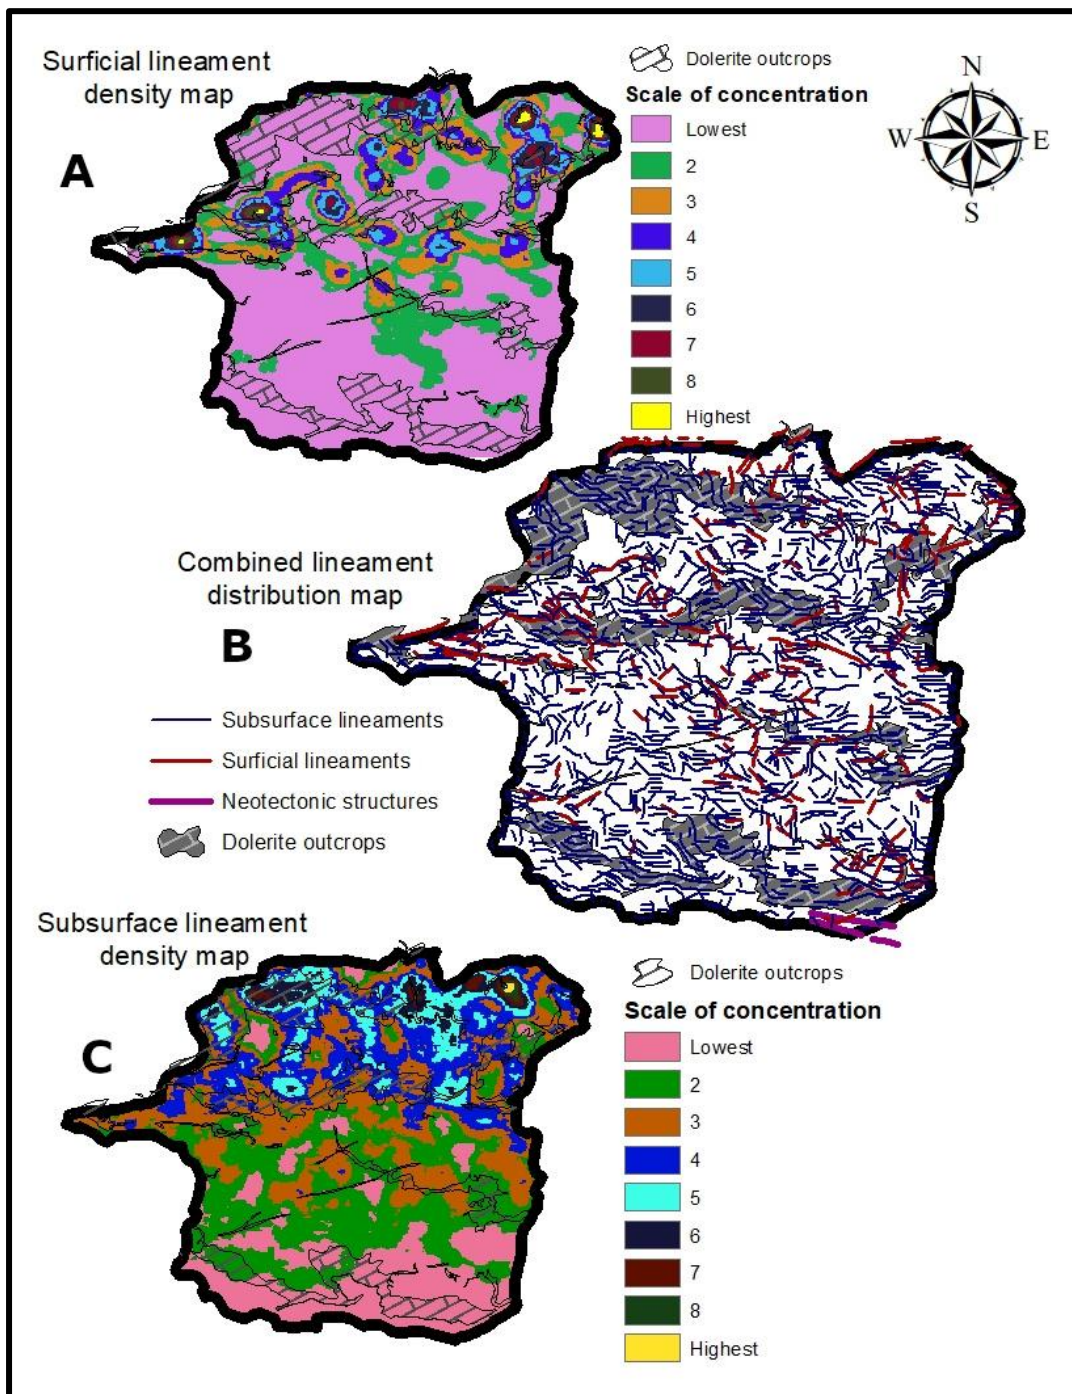 Surficial lineament
density map
A
Dolerite outcrops
Scale of concentration
Lowest
2
3
4
5
6
7
8
Highest
N
W
E
S
Combined lineament
distribution map
B
Subsurface lineaments
Surficial lineaments
Neotectonic structures
Dolerite outcrops
Subsurface lineament
density map
C
Dolerite outcrops
Scale of concentration
Lowest
2
3
4
5
6
7
8
Highest